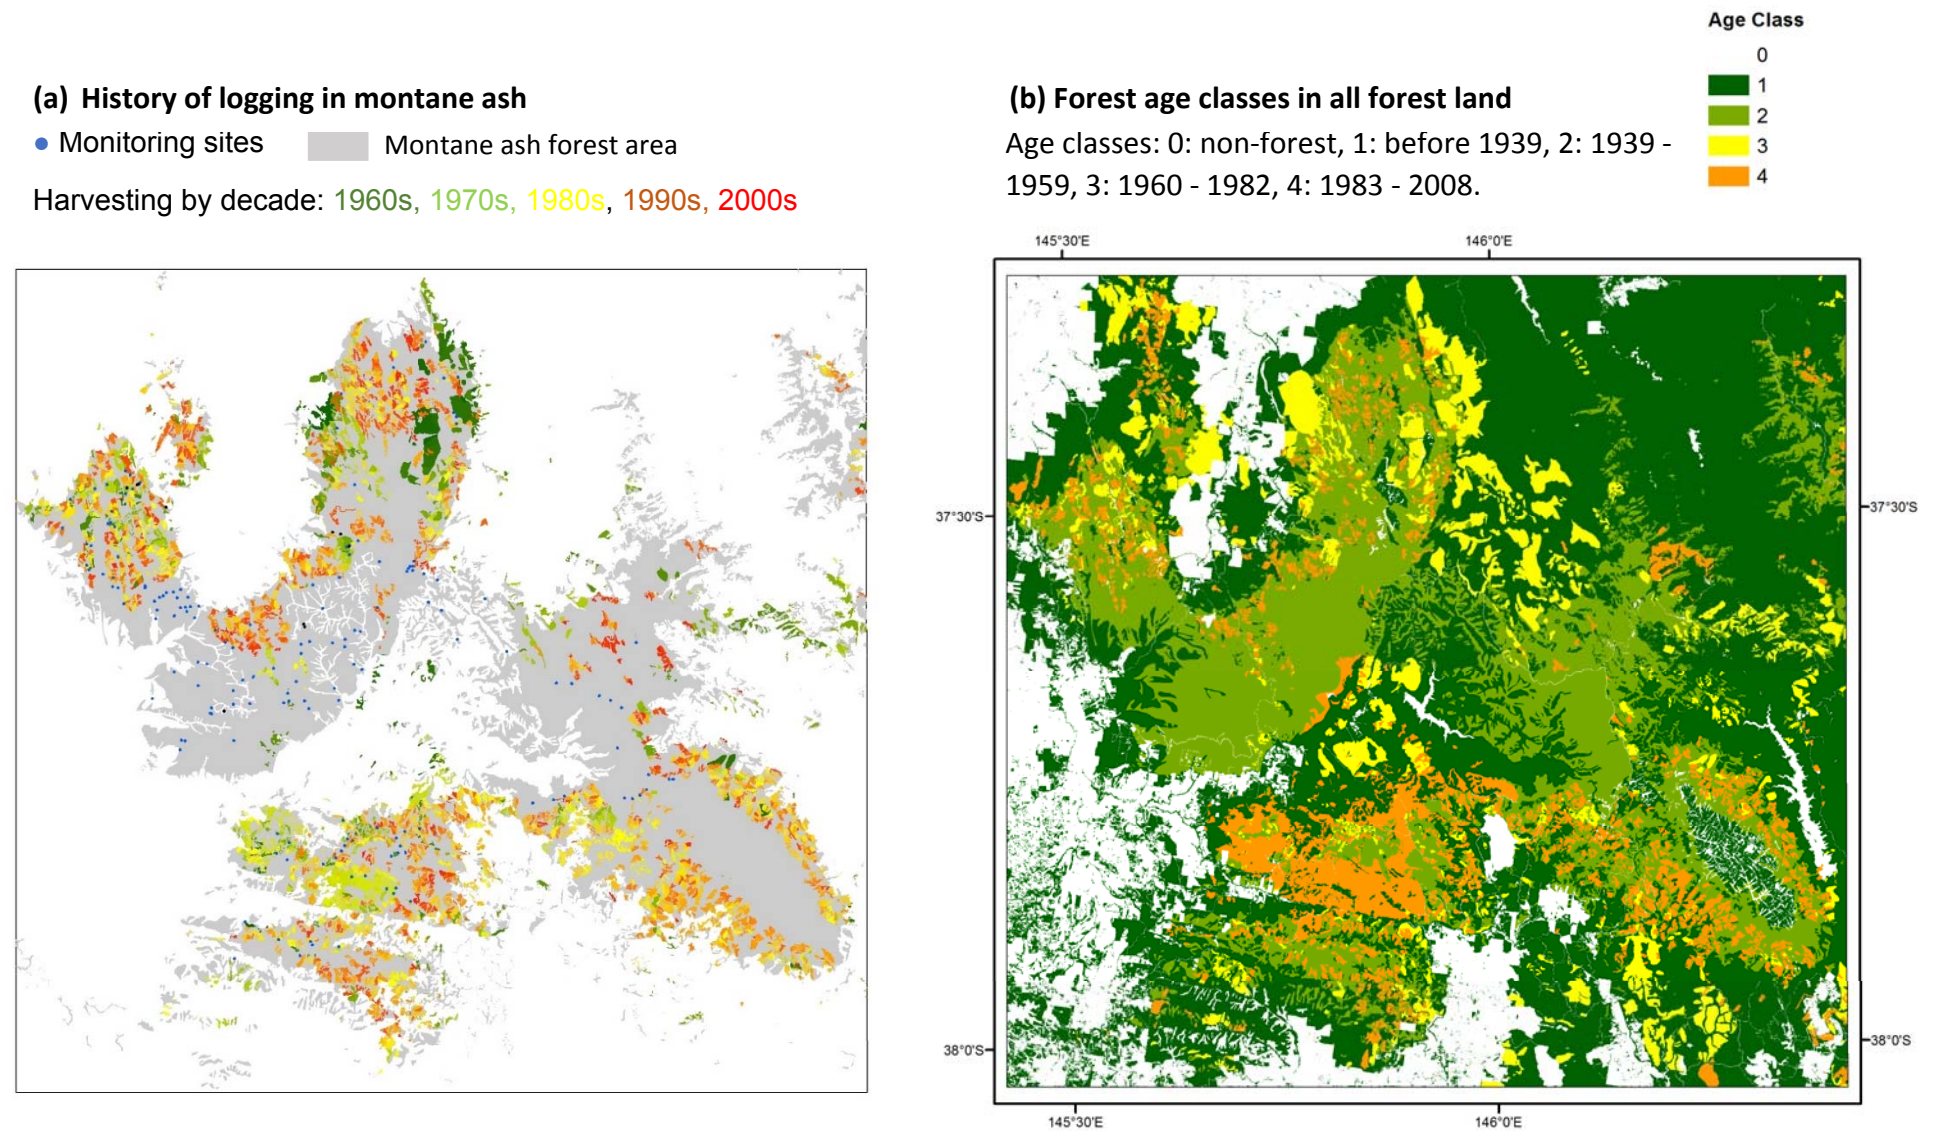 (a) History of logging in montane ash
Monitoring sites Montane ash forest area
Harvesting by decade: 1960s, 1970s, 1980s, 1990s, 2000s
(b) Forest age classes in all forest land
Age classes: 0: non-forest, 1: before 1939, 2: 1939 -
1959, 3: 1960 - 1982, 4: 1983 - 2008.
Age Class
0
1
2
3
4
145°30'E 146°0'E
37°30'S 37°30'S
38°0'S 38°0'S
145°30'E 146°0'E